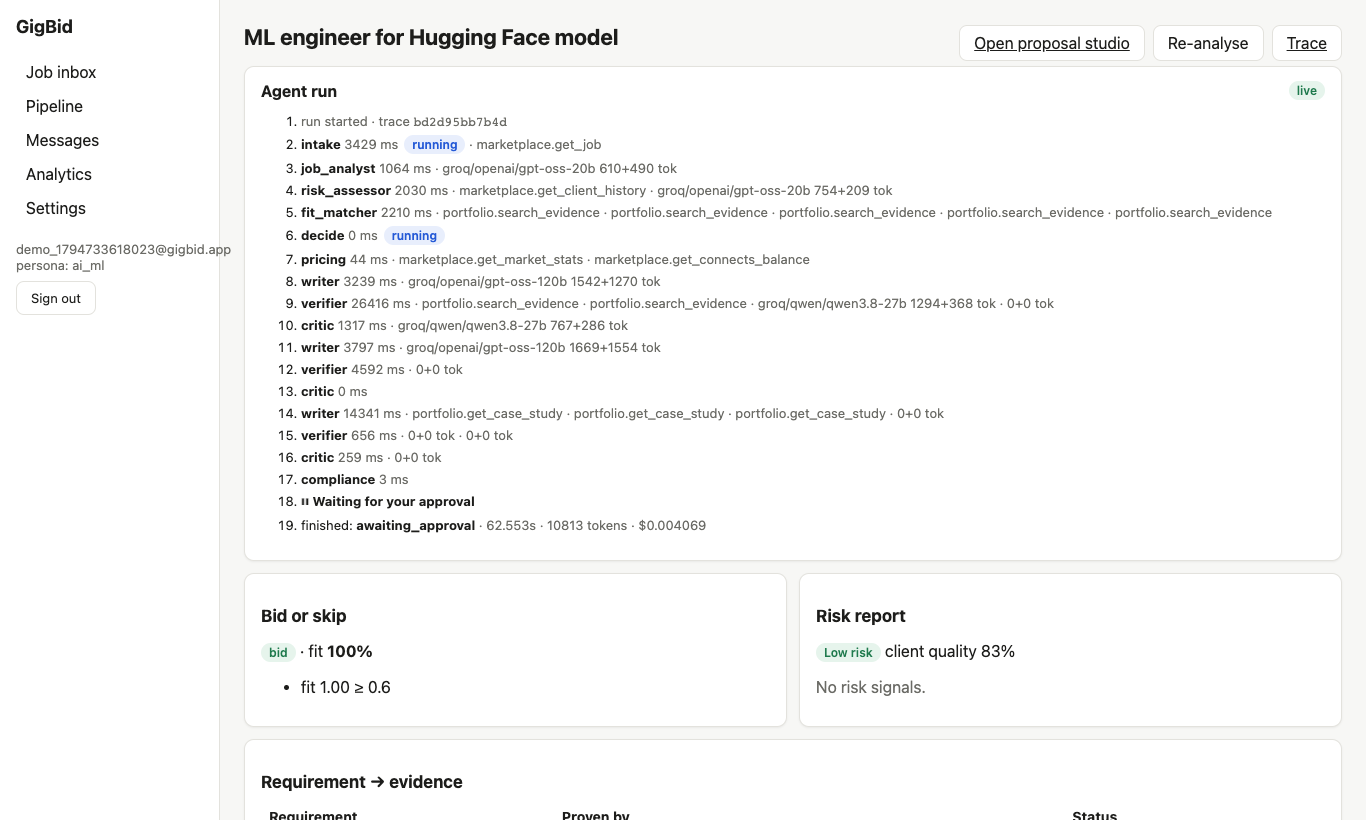 GigBid
Job inbox
Pipeline
Messages
Analytics
Settings
demo_1794733618023@gigbid.app
persona: ai_ml
Sign out
ML engineer for Hugging Face model
Open proposal studio
Re-analyse
Trace
Agent run
live
1. run started · trace bd2d95bb7b4d
2. intake 3429 ms running · marketplace.get_job
3. job_analyst 1064 ms · groq/openai/gpt-oss-20b 610+490 tok
4. risk_assessor 2030 ms · marketplace.get_client_history · groq/openai/gpt-oss-20b 754+209 tok
5. fit_matcher 2210 ms · portfolio.search_evidence · portfolio.search_evidence · portfolio.search_evidence · portfolio.search_evidence · portfolio.search_evidence
6. decide 0 ms running
7. pricing 44 ms · marketplace.get_market_stats · marketplace.get_connects_balance
8. writer 3239 ms · groq/openai/gpt-oss-120b 1542+1270 tok
9. verifier 26416 ms · portfolio.search_evidence · portfolio.search_evidence · groq/qwen/qwen3.8-27b 1294+368 tok · 0+0 tok
10. critic 1317 ms · groq/qwen/qwen3.8-27b 767+286 tok
11. writer 3797 ms · groq/openai/gpt-oss-120b 1669+1554 tok
12. verifier 4592 ms · 0+0 tok
13. critic 0 ms
14. writer 14341 ms · portfolio.get_case_study · portfolio.get_case_study · portfolio.get_case_study · 0+0 tok
15. verifier 656 ms · 0+0 tok · 0+0 tok
16. critic 259 ms · 0+0 tok
17. compliance 3 ms
18. ⏸ Waiting for your approval
19. finished: awaiting_approval · 62.553s · 10813 tokens · $0.004069
Bid or skip
bid · fit 100%
• fit 1.00 ≥ 0.6
Risk report
Low risk client quality 83%
No risk signals.
Requirement → evidence
Requirement Proven by Status